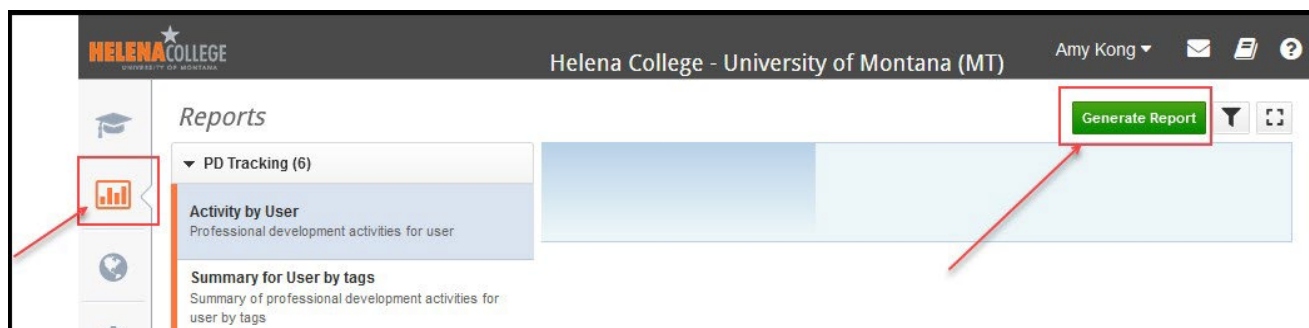 HELENA COLLEGE
UNIVERSITY OF MONTANA
Helena College - University of Montana (MT)
Amy Kong
?
Reports
Generate Report
PD Tracking (6)
Activity by User
Professional development activities for user
Summary for User by tags
Summary of professional development activities for
user by tags